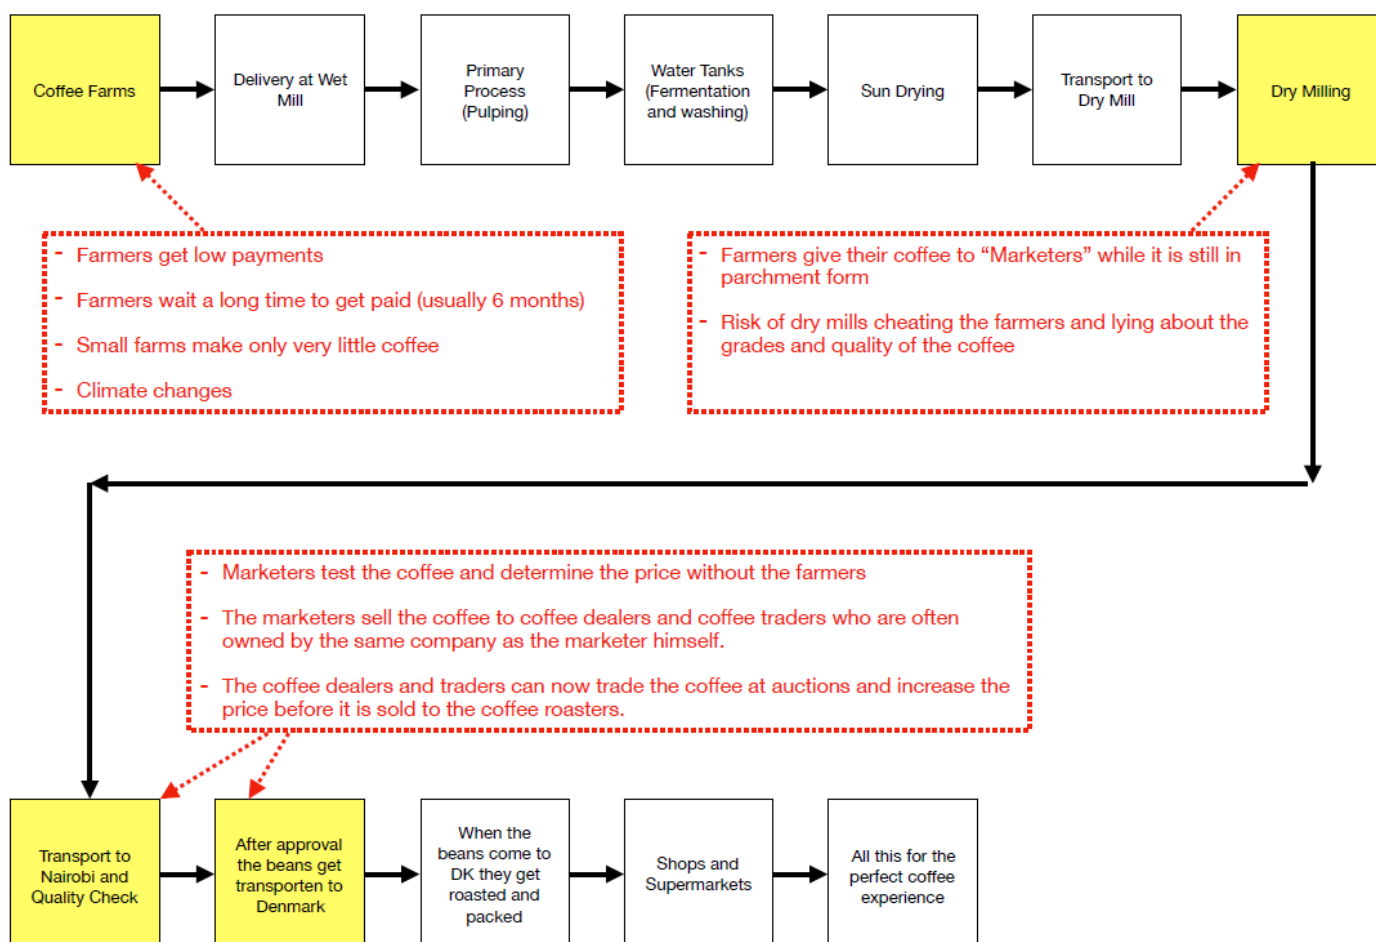 Coffee Farms
Delivery at Wet
Mill
Primary
Process
(Pulping)
Water Tanks
(Fermentation
and washing)
Sun Drying
Transport to
Dry Mill
Dry Milling
- Farmers get low payments
- Farmers wait a long time to get paid (usually 6 months)
- Small farms make only very little coffee
- Climate changes
- Farmers give their coffee to “Marketers” while it is still in
parchment form
- Risk of dry mills cheating the farmers and lying about the
grades and quality of the coffee
- Marketers test the coffee and determine the price without the farmers
- The marketers sell the coffee to coffee dealers and coffee traders who are often
owned by the same company as the marketer himself.
- The coffee dealers and traders can now trade the coffee at auctions and increase the
price before it is sold to the coffee roasters.
Transport to
Nairobi and
Quality Check
After approval
the beans get
transporten to
Denmark
When the
beans come to
DK they get
roasted and
packed
Shops and
Supermarkets
All this for the
perfect coffee
experience